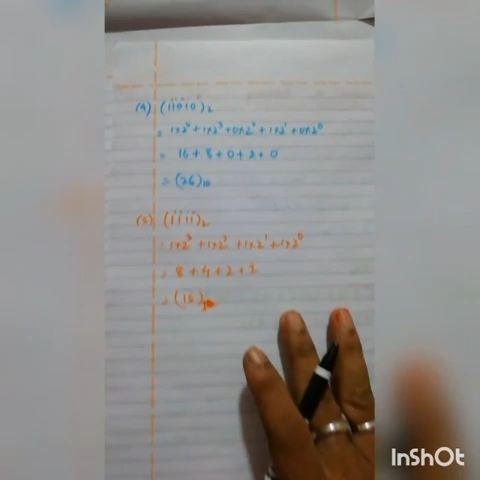 (4) (11010)₂
= 1×2⁴ + 1×2³ + 0×2² + 1×2¹ + 0×2⁰
= 16 + 8 + 0 + 2 + 0
= (26)₁₀
(5) (1111)₂
= 1×2³ + 1×2² + 1×2¹ + 1×2⁰
= 8 + 4 + 2 + 1
= (15)₁₀
InShOt